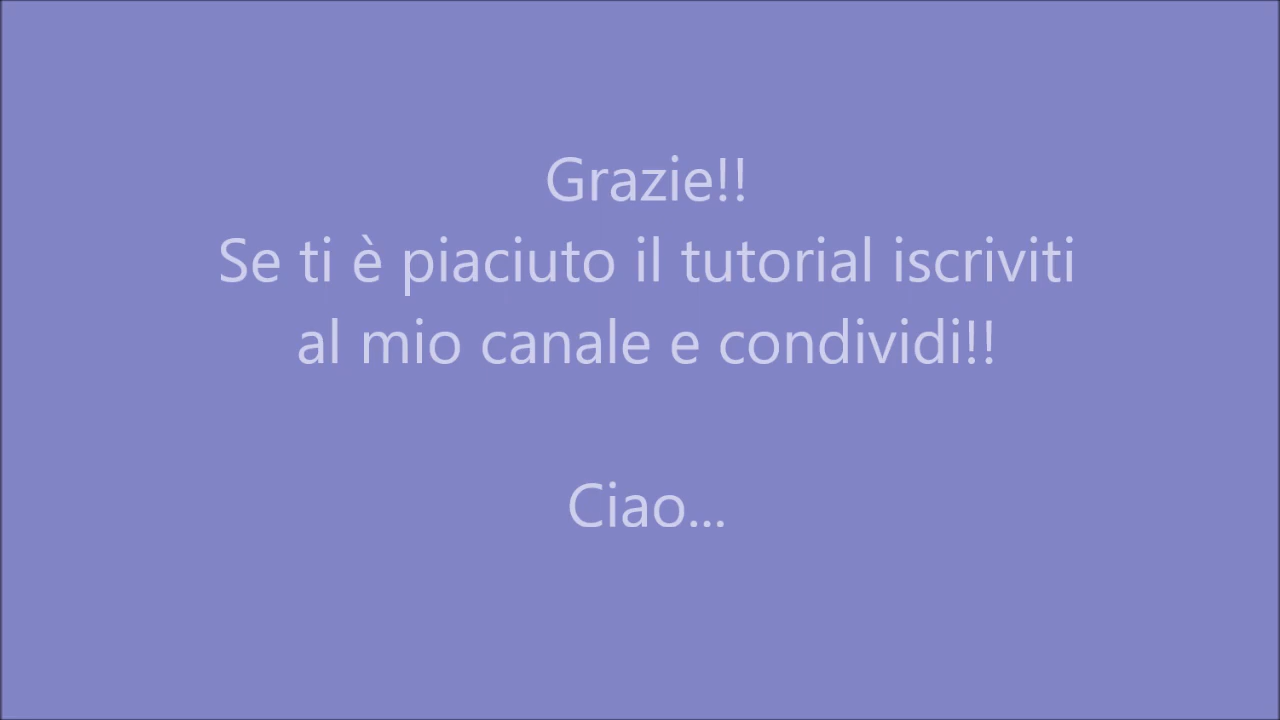 Grazie!!
Se ti è piaciuto il tutorial iscriviti
al mio canale e condividi!!
Ciao...